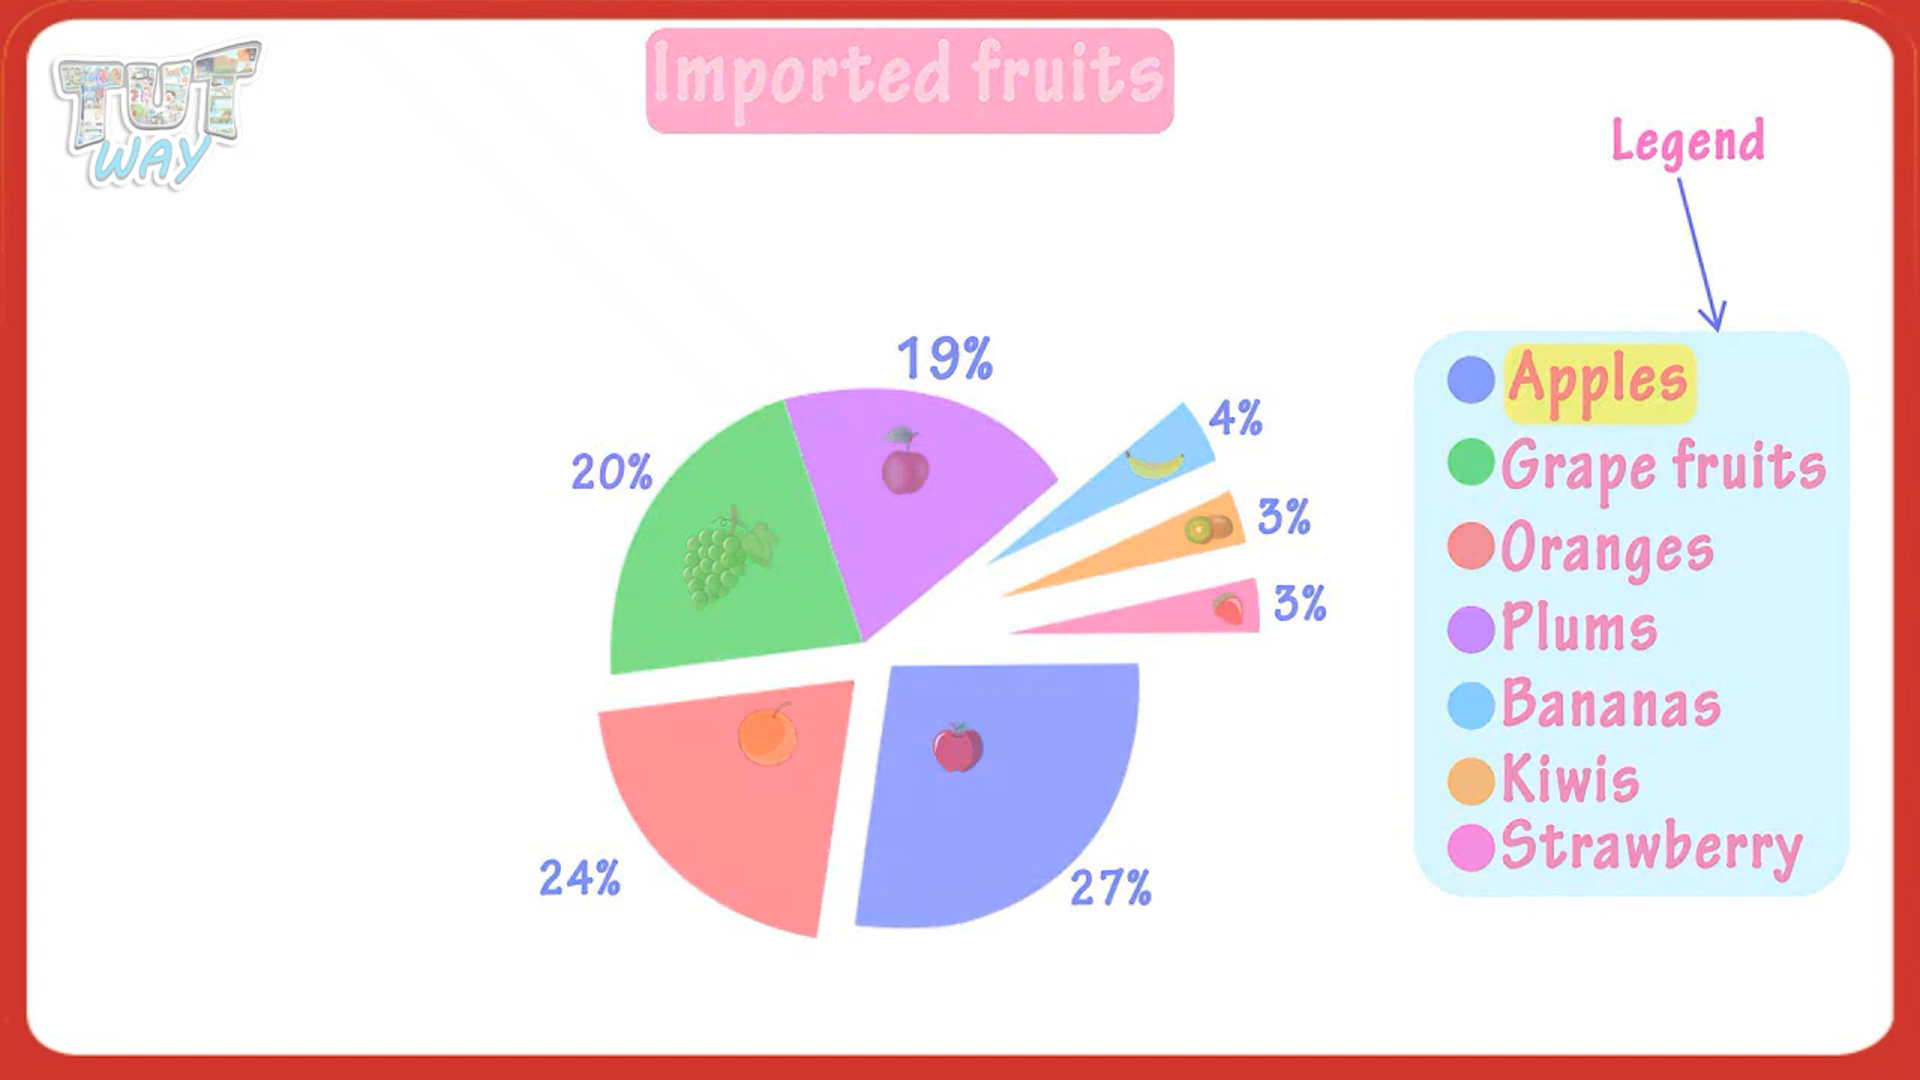 TUT
WAY
Imported fruits
Legend
19%
4%
20%
3%
3%
24%
27%
Apples
Grape fruits
Oranges
Plums
Bananas
Kiwis
Strawberry